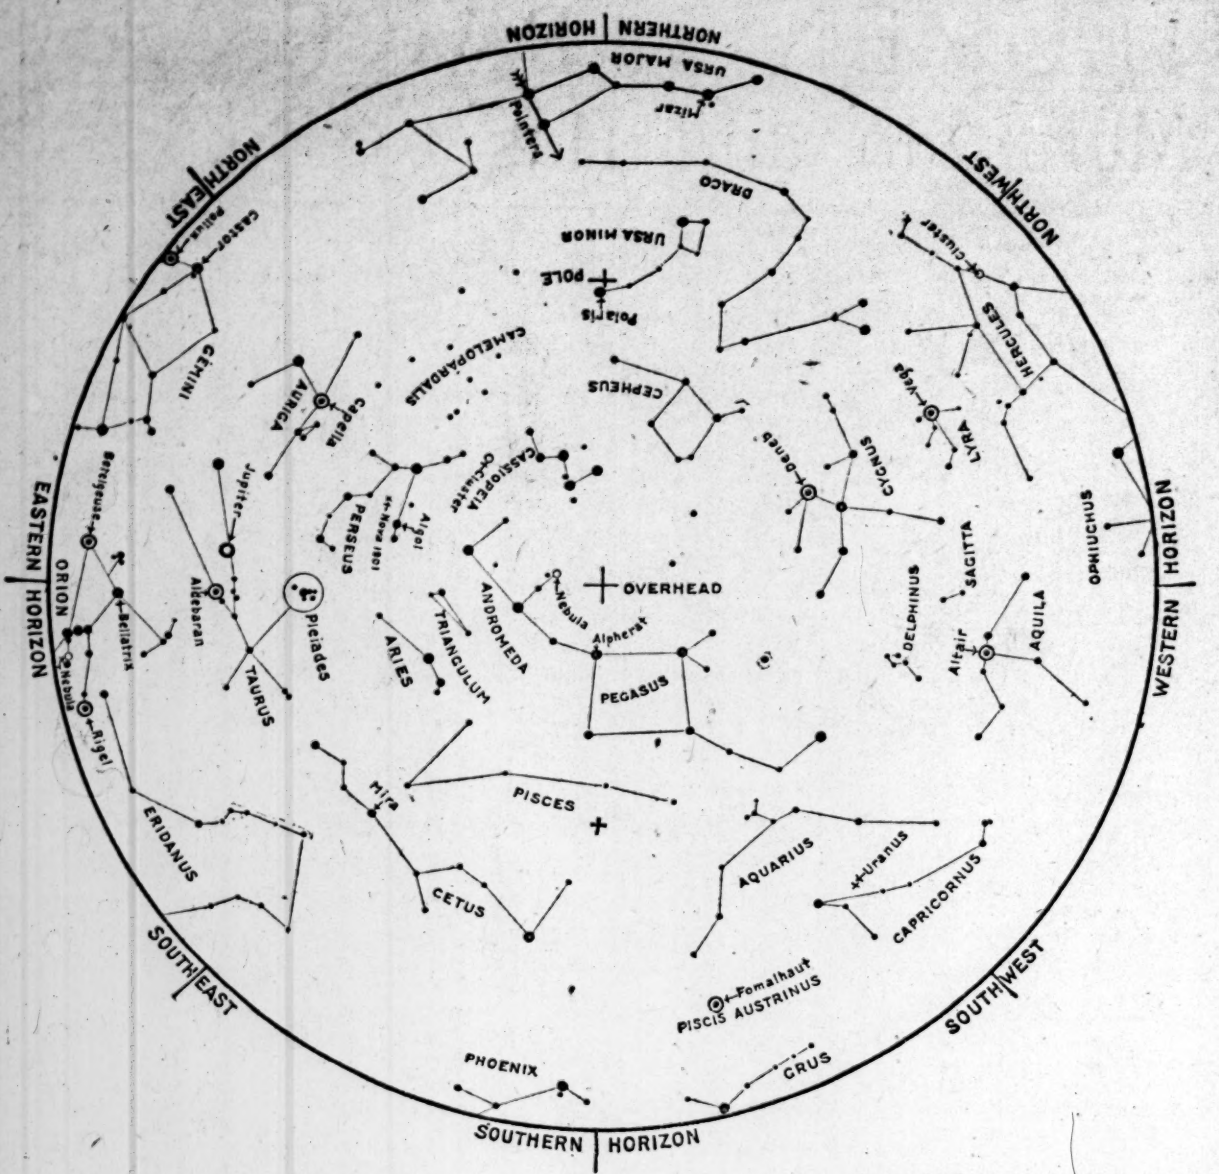 NORTHERN HORIZON
URSA MAJOR
Mizar
Pointers
NORTH EAST
NORTH WEST
DRACO
URSA MINOR
POLE
Polaris
Castor
Pollux
GEMINI
CAMELOPARDALIS
CEPHEUS
Cluster
HERCULES
Vega
LYRA
AURIGA
Capella
CASSIOPEIA
Cluster
Deneb
CYGNUS
Betelgeuse
Jupiter
PERSEUS
Nova 1901
Algol
OPHIUCHUS
SAGITTA
EASTERN HORIZON
WESTERN HORIZON
ORION
Bellatrix
Aldebaran
Pleiades
OVERHEAD
ANDROMEDA
Nebula
Alpherat
DELPHINUS
AQUILA
Altair
Nebula
Rigel
TAURUS
ARIES
TRIANGULUM
PEGASUS
Mira
PISCES
ERIDANUS
CETUS
AQUARIUS
Uranus
CAPRICORNUS
SOUTH EAST
SOUTH WEST
Fomalhaut
PISCIS AUSTRINUS
PHOENIX
GRUS
SOUTHERN HORIZON